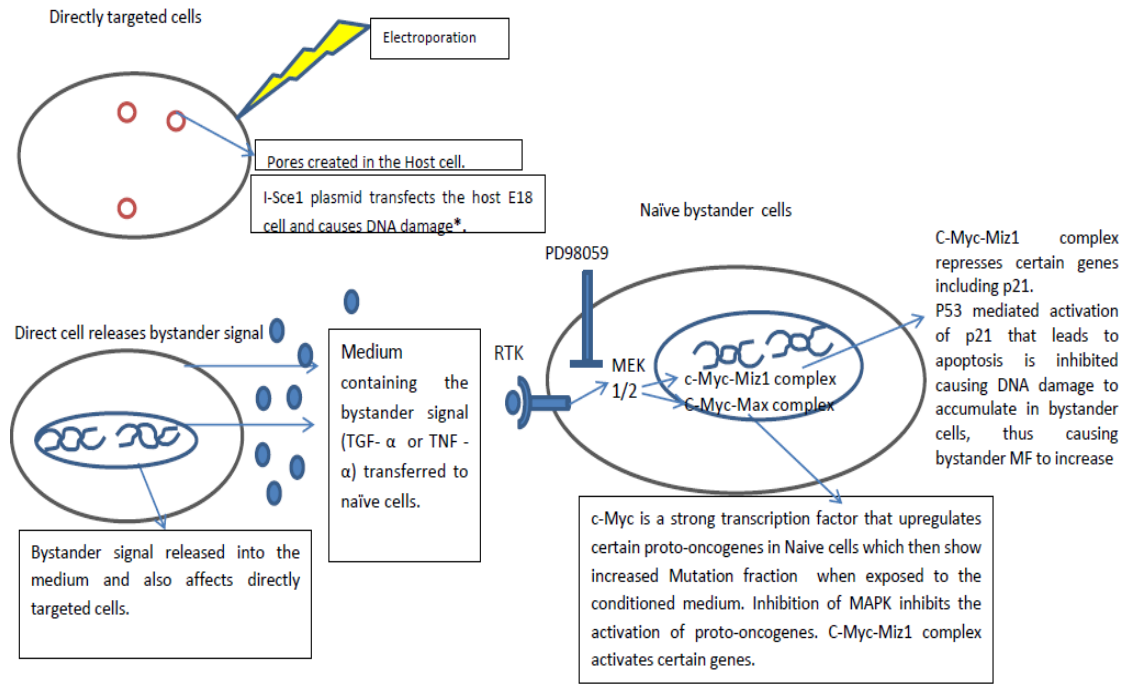 Directly targeted cells
Electroporation
Pores created in the Host cell.
I-Sce1 plasmid transfects the host E18
cell and causes DNA damage*.
Naïve bystander cells
PD98059
C-Myc-Miz1 complex
represses certain genes
including p21.
P53 mediated activation
of p21 that leads to
apoptosis is inhibited
causing DNA damage to
accumulate in bystander
cells, thus causing
bystander MF to increase
Direct cell releases bystander signal
Medium
containing the
bystander signal
(TGF- α or TNF -
α) transferred to
naïve cells.
RTK
MEK
1/2
c-Myc-Miz1 complex
C-Myc-Max complex
Bystander signal released into the
medium and also affects directly
targeted cells.
c-Myc is a strong transcription factor that upregulates
certain proto-oncogenes in Naive cells which then show
increased Mutation fraction when exposed to the
conditioned medium. Inhibition of MAPK inhibits the
activation of proto-oncogenes. C-Myc-Miz1 complex
activates certain genes.